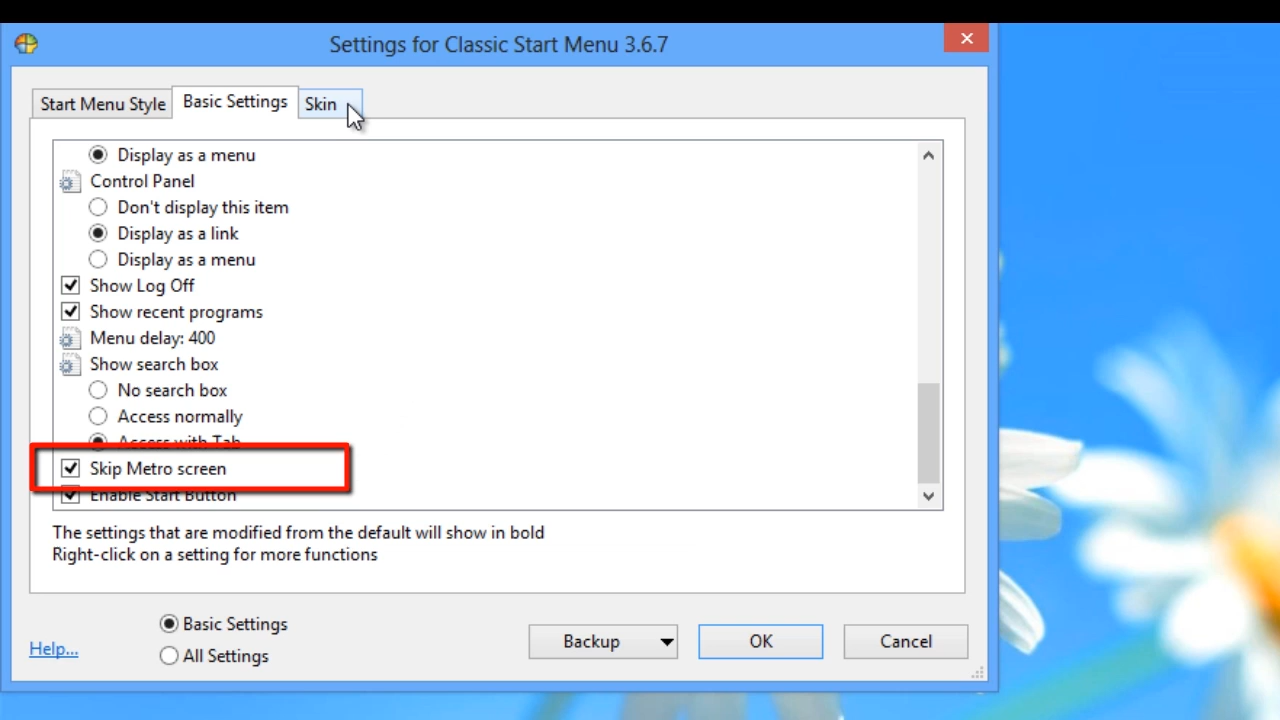 Settings for Classic Start Menu 3.6.7
Start Menu Style
Basic Settings
Skin
Display as a menu
Control Panel
Don't display this item
Display as a link
Display as a menu
Show Log Off
Show recent programs
Menu delay: 400
Show search box
No search box
Access normally
Access with Tab
Skip Metro screen
Enable Start Button
The settings that are modified from the default will show in bold
Right-click on a setting for more functions
Help...
Basic Settings
All Settings
Backup
OK
Cancel